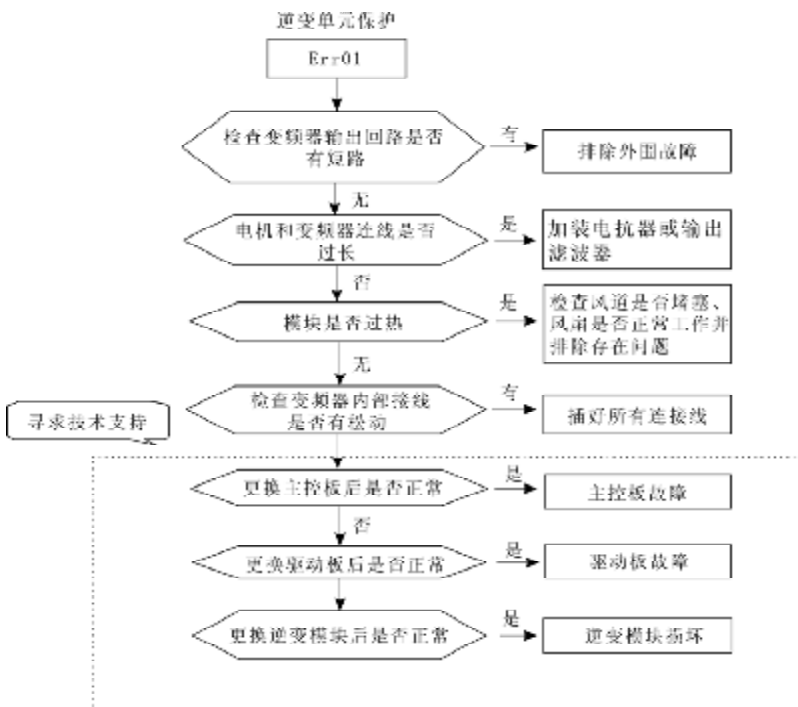 逆变单元保护
Err01
检查变频器输出回路是否
有短路
有
排除外围故障
无
电机和变频器连线是否
过长
是
加装电抗器或输出
滤波器
否
模块是否过热
是
检查风道是否堵塞、
风扇是否正常工作并
排除存在问题
无
检查变频器内部接线
是否有松动
有
插好所有连接线
寻求技术支持
更换主控板后是否正常
是
主控板故障
否
更换驱动板后是否正常
是
驱动板故障
更换逆变模块后是否正常
是
逆变模块损坏